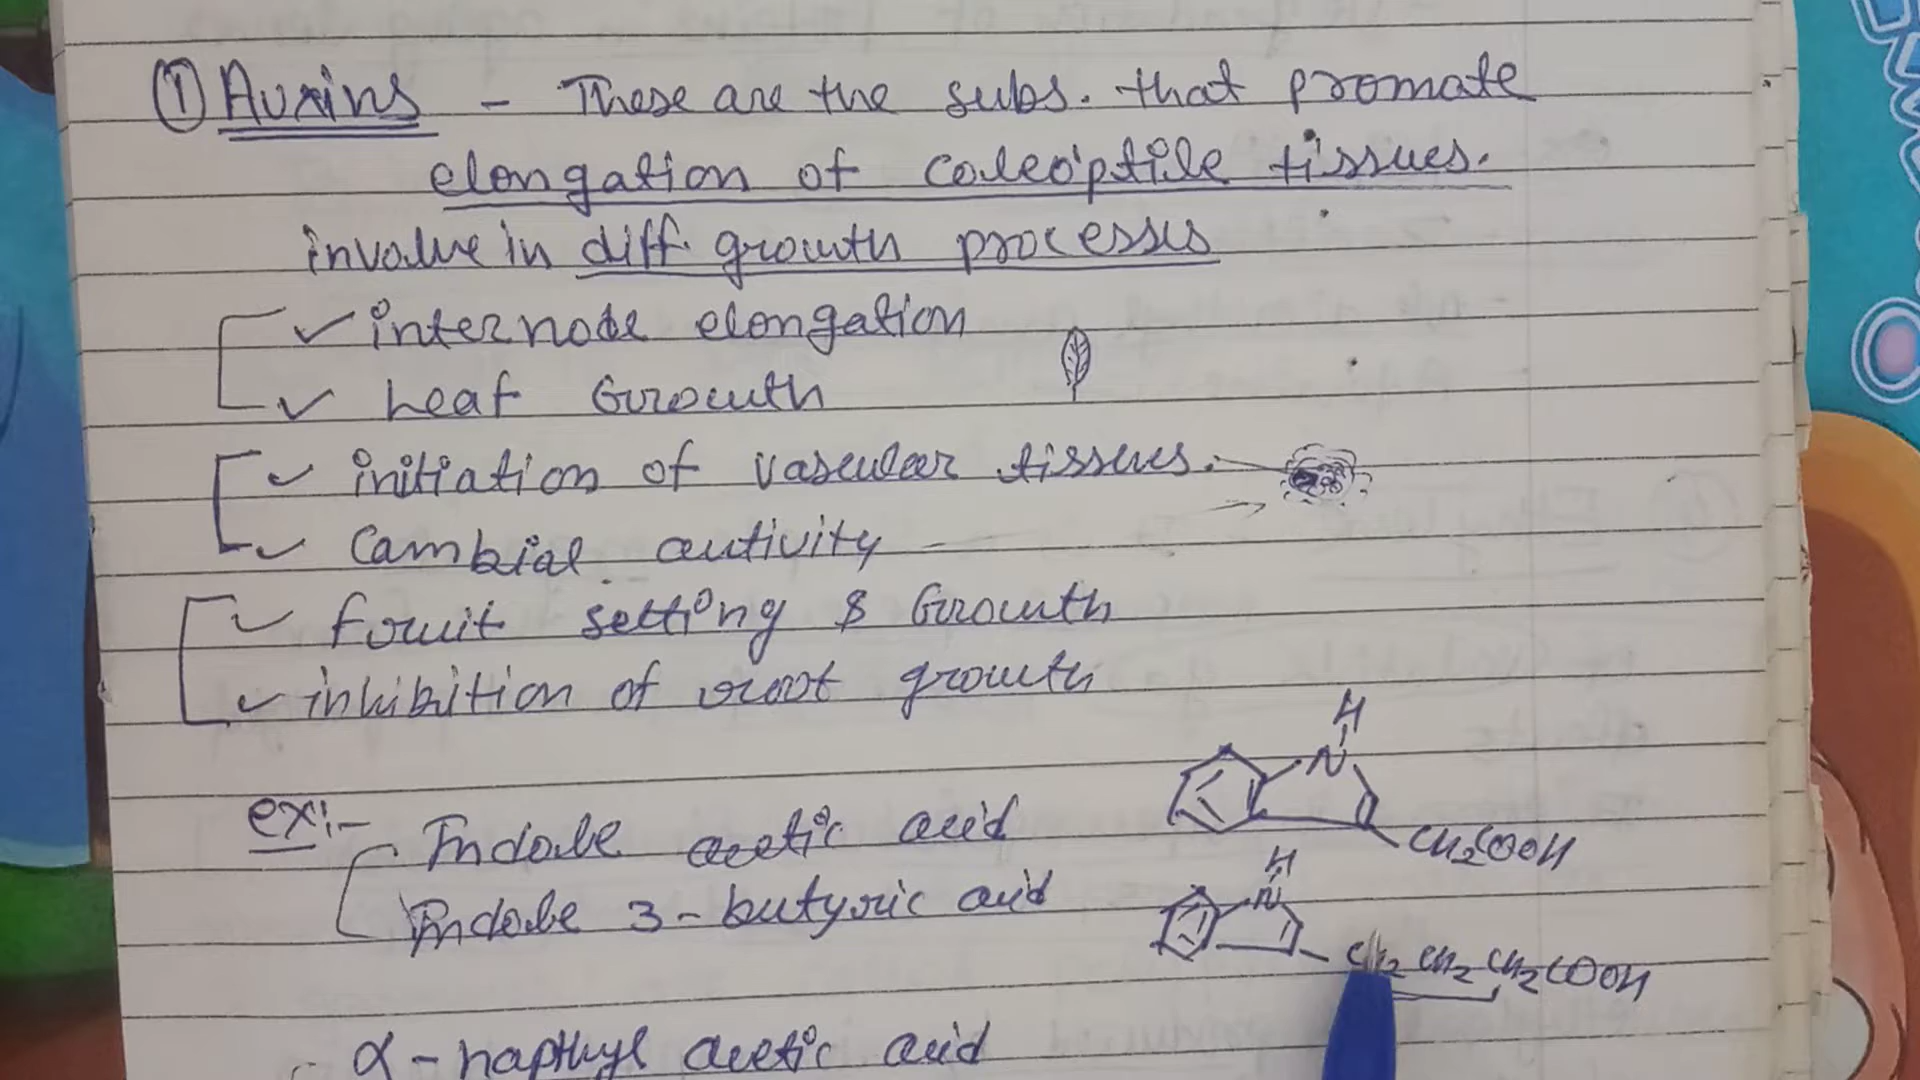 ① Auxins - These are the subs. that promate
elongation of coleoptile tissues.
involve in diff. growth processes
✓ internode elongation
✓ Leaf Growth
✓ initiation of vascular tissues.
✓ Cambial activity -
✓ fruit setting & Growth
✓ inhibition of root growth
H
N
ex:- Indole acetic acid
CH2COOH
H
N
Indole 3-butyric acid
CH2 CH2 CH2COOH
α-napthyl acetic acid